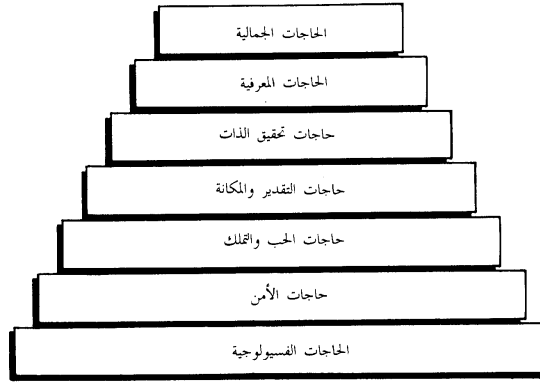 الحاجات الجمالية
الحاجات المعرفية
حاجات تحقيق الذات
حاجات التقدير والمكانة
حاجات الحب والتملك
حاجات الأمن
الحاجات الفسيولوجية